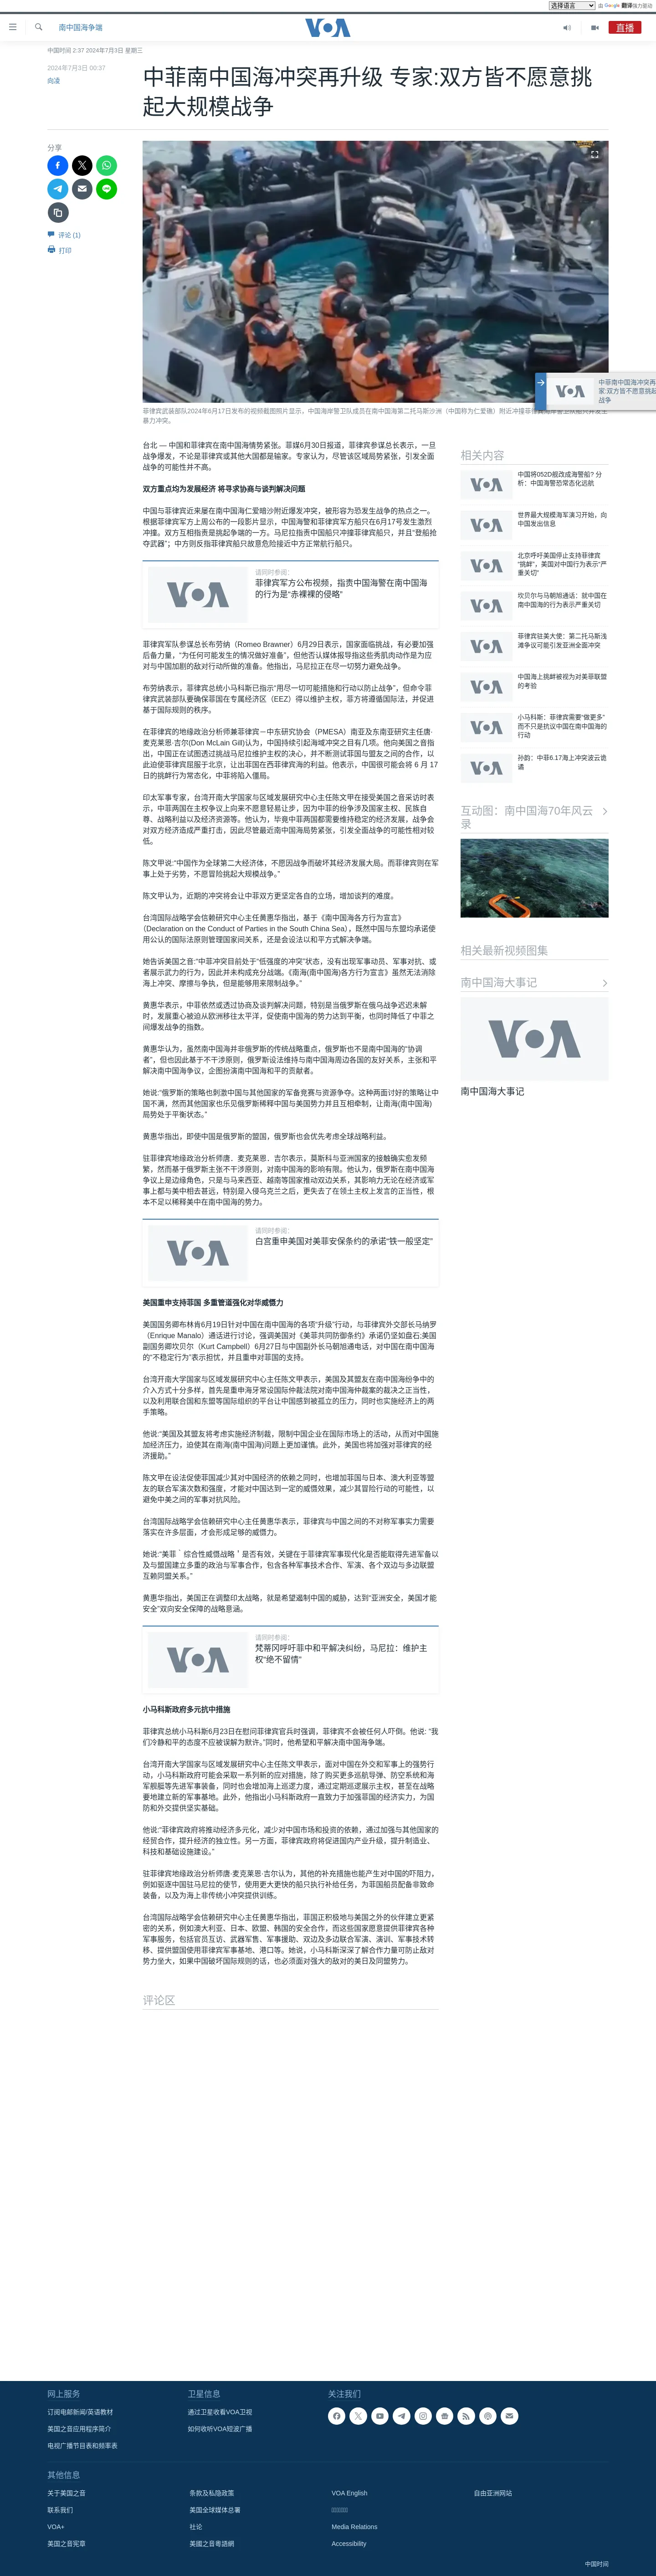 选择语言 由 Google 翻译强力驱动
南中国海争端
VOA
直播
中国时间 2:37 2024年7月3日 星期三
2024年7月3日 00:37
向凌
中菲南中国海冲突再升级 专家:双方皆不愿意挑
起大规模战争
分享
评论 (1)
打印
中菲南中国海冲突再
家:双方皆不愿意挑起
战争
菲律宾武装部队2024年6月17日发布的视频截图照片显示，中国海岸警卫队成员在南中国海第二托马斯沙洲（中国称为仁爱礁）附近冲撞菲律宾海岸警卫队船只并发生
暴力冲突。
台北 — 中国和菲律宾在南中国海情势紧张。菲媒6月30日报道，菲律宾参谋总长表示，一旦
战争爆发，不论是菲律宾或其他大国都是输家。专家认为，尽管该区域局势紧张，引发全面
战争的可能性并不高。
双方重点均为发展经济 将寻求协商与谈判解决问题
中国与菲律宾近来屡在南中国海仁爱暗沙附近爆发冲突，被形容为恐发生战争的热点之一。
根据菲律宾军方上周公布的一段影片显示，中国海警和菲律宾军方船只在6月17号发生激烈
冲撞。双方互相指责是挑起争端的一方。马尼拉指责中国船只冲撞菲律宾船只，并且“登船抢
夺武器”；中方则反指菲律宾船只故意危险接近中方正常航行船只。
请同时参阅:
菲律宾军方公布视频，指责中国海警在南中国海
的行为是“赤裸裸的侵略”
VOA
菲律宾军队参谋总长布劳纳（Romeo Brawner）6月29日表示，国家面临挑战，有必要加强
后备力量，“为任何可能发生的情况做好准备”，但他否认媒体报导指这些秀肌肉动作是为应
对与中国加剧的敌对行动所做的准备。他指出，马尼拉正在尽一切努力避免战争。
布劳纳表示，菲律宾总统小马科斯已指示“用尽一切可能措施和行动以防止战争”，但命令菲
律宾武装部队要确保菲国在专属经济区（EEZ）得以维护主权，菲方将谨循国际法，并促进
基于国际规则的秩序。
在菲律宾的地缘政治分析师兼菲律宾－中东研究协会（PMESA）南亚及东南亚研究主任唐·
麦克莱恩·吉尔(Don McLain Gill)认为，中国持续引起海域冲突之目有几项。他向美国之音指
出，中国正在试图透过挑战马尼拉维护主权的决心，并不断测试菲国与盟友之间的合作，以
此迫使菲律宾屈服于北京，让出菲国在西菲律宾海的利益。他表示，中国很可能会将 6 月 17
日的挑衅行为常态化，中菲将陷入僵局。
印太军事专家，台湾开南大学国家与区域发展研究中心主任陈文甲在接受美国之音采访时表
示，中菲两国在主权争议上向来不愿意轻易让步，因为中菲的纷争涉及国家主权、民族自
尊、战略利益以及经济资源等。他认为，毕竟中菲两国都需要维持稳定的经济发展，战争会
对双方经济造成严重打击，因此尽管最近南中国海局势紧张，引发全面战争的可能性相对较
低。
陈文甲说:“中国作为全球第二大经济体，不愿因战争而破坏其经济发展大局。而菲律宾则在军
事上处于劣势，不愿冒险挑起大规模战争。”
陈文甲认为，近期的冲突将会让中菲双方更坚定各自的立场，增加谈判的难度。
台湾国际战略学会信赖研究中心主任黄惠华指出，基于《南中国海各方行为宣言》
（Declaration on the Conduct of Parties in the South China Sea），既然中国与东盟均承诺使
用公认的国际法原则管理国家间关系，还是会设法以和平方式解决争端。
她告诉美国之音:“中菲冲突目前处于“低强度的冲突”状态，没有出现军事动员、军事对抗、或
者展示武力的行为，因此并未构成充分战端。《南海(南中国海)各方行为宣言》虽然无法消除
海上冲突、摩擦与争执，但是能够用来限制战争。”
黄惠华表示，中菲依然或透过协商及谈判解决问题，特别是当俄罗斯在俄乌战争迟迟未解
时，发展重心被迫从欧洲移往太平洋，促使南中国海的势力达到平衡，也同时降低了中菲之
间爆发战争的指数。
黄惠华认为，虽然南中国海并非俄罗斯的传统战略重点，俄罗斯也不是南中国海的“协调
者”，但也因此基于不干涉原则，俄罗斯设法维持与南中国海周边各国的友好关系，主张和平
解决南中国海争议，企图扮演南中国海和平的贡献者。
她说:“俄罗斯的策略也刺激中国与其他国家的军备竞赛与资源争夺。这种两面讨好的策略让中
国不满，然而其他国家也乐见俄罗斯稀释中国与美国势力并且互相牵制，让南海(南中国海)
局势处于平衡状态。”
黄惠华指出，即使中国是俄罗斯的盟国，俄罗斯也会优先考虑全球战略利益。
驻菲律宾地缘政治分析师唐．麦克莱恩．吉尔表示，莫斯科与亚洲国家的接触确实愈发频
繁，然而基于俄罗斯主张不干涉原则，对南中国海的影响有限。他认为，俄罗斯在南中国海
争议上是边缘角色，只是与马来西亚、越南等国家推动双边关系，其影响力无论在经济或军
事上都与美中相去甚远，特别是入侵乌克兰之后，更失去了在领土主权上发言的正当性，根
本不足以稀释美中在南中国海的势力。
请同时参阅:
白宫重申美国对美菲安保条约的承诺“铁一般坚定”
VOA
美国重申支持菲国 多重管道强化对华威慑力
美国国务卿布林肯6月19日针对中国在南中国海的各项“升级”行动，与菲律宾外交部长马纳罗
（Enrique Manalo）通话进行讨论，强调美国对《美菲共同防御条约》承诺仍坚如盘石;美国
副国务卿坎贝尔（Kurt Campbell）6月27日与中国副外长马朝旭通电话，对中国在南中国海
的“不稳定行为”表示担忧，并且重申对菲国的支持。
台湾开南大学国家与区域发展研究中心主任陈文甲表示，美国及其盟友在南中国海纷争中的
介入方式十分多样，首先是重申海牙常设国际仲裁法院对南中国海仲裁案的裁决之正当性，
以及利用联合国和东盟等国际组织的平台让中国感到被孤立的压力，同时也实施经济上的两
手策略。
他说:“美国及其盟友将考虑实施经济制裁，限制中国企业在国际市场上的活动，从而对中国施
加经济压力，迫使其在南海(南中国海)问题上更加谨慎。此外，美国也将加强对菲律宾的经
济援助。”
陈文甲在设法促使菲国减少其对中国经济的依赖之同时，也增加菲国与日本、澳大利亚等盟
友的联合军演次数和强度，才能对中国达到一定的威慑效果，减少其冒险行动的可能性，以
避免中美之间的军事对抗风险。
台湾国际战略学会信赖研究中心主任黄惠华表示，菲律宾与中国之间的不对称军事实力需要
落实在许多层面，才会形成足够的威慑力。
她说:“美菲＂综合性威慑战略＂是否有效，关键在于菲律宾军事现代化是否能取得先进军备以
及与盟国建立多重的政治与军事合作，包含各种军事技术合作、军演、各个双边与多边联盟
互赖同盟关系。”
黄惠华指出，美国正在调整印太战略，就是希望遏制中国的威胁，达到“亚洲安全，美国才能
安全”双向安全保障的战略意涵。
请同时参阅:
梵蒂冈呼吁菲中和平解决纠纷，马尼拉：维护主
权“绝不留情”
VOA
小马科斯政府多元抗中措施
菲律宾总统小马科斯6月23日在慰问菲律宾官兵时强调，菲律宾不会被任何人吓倒。他说: “我
们冷静和平的态度不应被误解为默许。”同时，他希望和平解决南中国海争端。
台湾开南大学国家与区域发展研究中心主任陈文甲表示，面对中国在外交和军事上的强势行
动，小马科斯政府可能会采取一系列新的应对措施，除了购买更多巡航导弹、防空系统和海
军舰艇等先进军事装备，同时也会增加海上巡逻力度，通过定期巡逻展示主权，甚至在战略
要地建立新的军事基地。此外，他指出小马科斯政府一直致力于加强菲国的经济实力，为国
防和外交提供坚实基础。
他说:“菲律宾政府将推动经济多元化，减少对中国市场和投资的依赖，通过加强与其他国家的
经贸合作，提升经济的独立性。另一方面，菲律宾政府将促进国内产业升级，提升制造业、
科技和基础设施建设。”
驻菲律宾地缘政治分析师唐·麦克莱恩·吉尔认为，其他的补充措施也能产生对中国的吓阻力，
例如驱逐中国驻马尼拉的使节，使用更大更快的船只执行补给任务，为菲国船员配备非致命
装备，以及为海上非传统小冲突提供训练。
台湾国际战略学会信赖研究中心主任黄惠华指出，菲国正积极地与美国之外的伙伴建立更紧
密的关系，例如澳大利亚、日本、欧盟、韩国的安全合作，而这些国家愿意提供菲律宾各种
军事服务，包括官员互访、武器军售、军事援助、双边及多边联合军演、演训、军事技术转
移、提供盟国使用菲律宾军事基地、港口等。她说，小马科斯深深了解合作力量可防止敌对
势力坐大，如果中国破坏国际规则的话，也必须面对强大的敌对的美日及同盟势力。
评论区
相关内容
中国将052D舰改成海警船? 分
析：中国海警恐常态化远航
世界最大规模海军演习开始，向
中国发出信息
北京呼吁美国停止支持菲律宾
“挑衅”，美国对中国行为表示“严
重关切”
坎贝尔与马朝旭通话：就中国在
南中国海的行为表示严重关切
菲律宾驻美大使：第二托马斯浅
滩争议可能引发亚洲全面冲突
中国海上挑衅被视为对美菲联盟
的考验
小马科斯：菲律宾需要“做更多”
而不只是抗议中国在南中国海的
行动
孙韵：中菲6.17海上冲突波云诡
谲
互动图：南中国海70年风云
录
相关最新视频图集
南中国海大事记
VOA
南中国海大事记
网上服务
订阅电邮新闻/英语教材
美国之音应用程序简介
电视广播节目表和频率表
卫星信息
通过卫星收看VOA卫视
如何收听VOA短波广播
关注我们
其他信息
关于美国之音
联系我们
VOA+
美国之音宪章
条款及私隐政策
美国全球媒体总署
社论
美國之音粵語網
VOA English
Media Relations
Accessibility
自由亚洲网站
中国时间